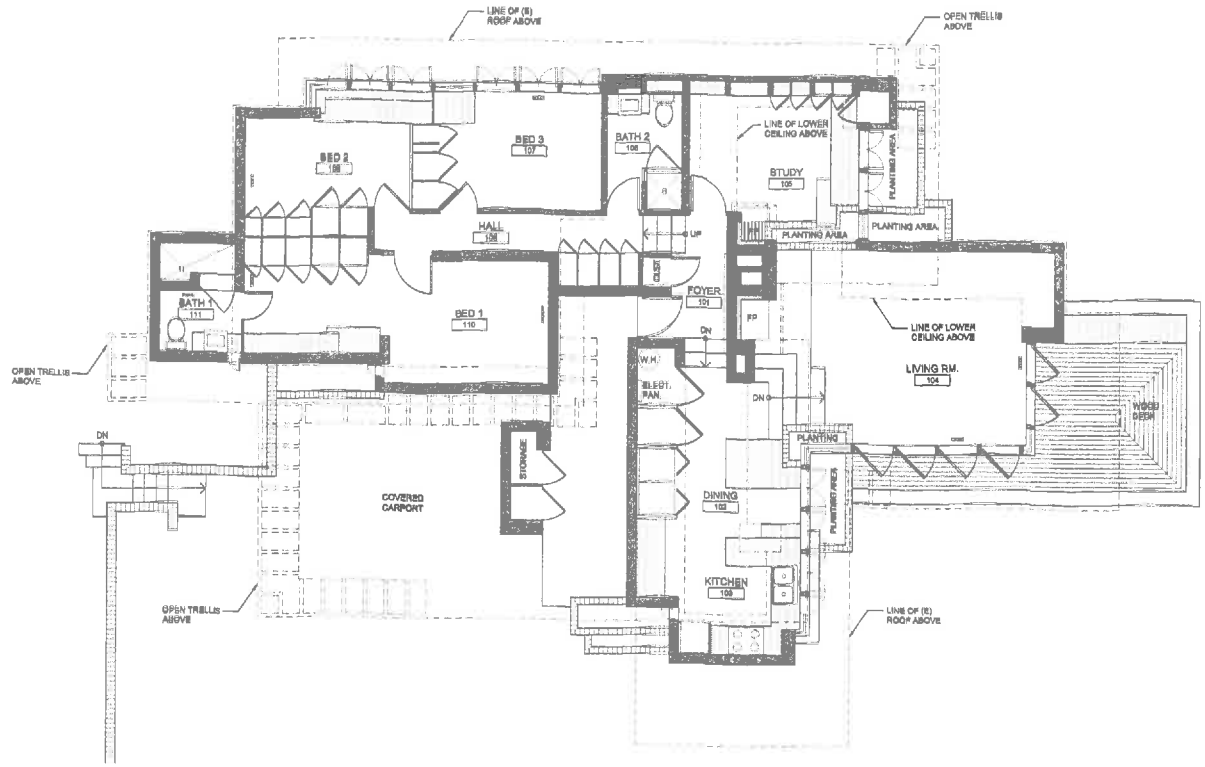 LINE OF (E)
ROOF ABOVE
OPEN TRELLIS
ABOVE
BED 2
BED 3
107
BATH 2
LINE OF LOWER
CEILING ABOVE
STUDY
105
PLANTING AREA
PLANTING AREA
PLANTING AREA
HALL
UP
CLST
FOYER
101
BATH 1
111
BED 1
110
FP
DN
LINE OF LOWER
CEILING ABOVE
OPEN TRELLIS
ABOVE
W.H.
ELECT.
PAN.
LIVING RM.
104
DN
WOOD
DECK
DN
PLANTING
STORAGE
COVERED
CARPORT
DINING
102
PLANTING AREA
KITCHEN
103
OPEN TRELLIS
ABOVE
LINE OF (E)
ROOF ABOVE